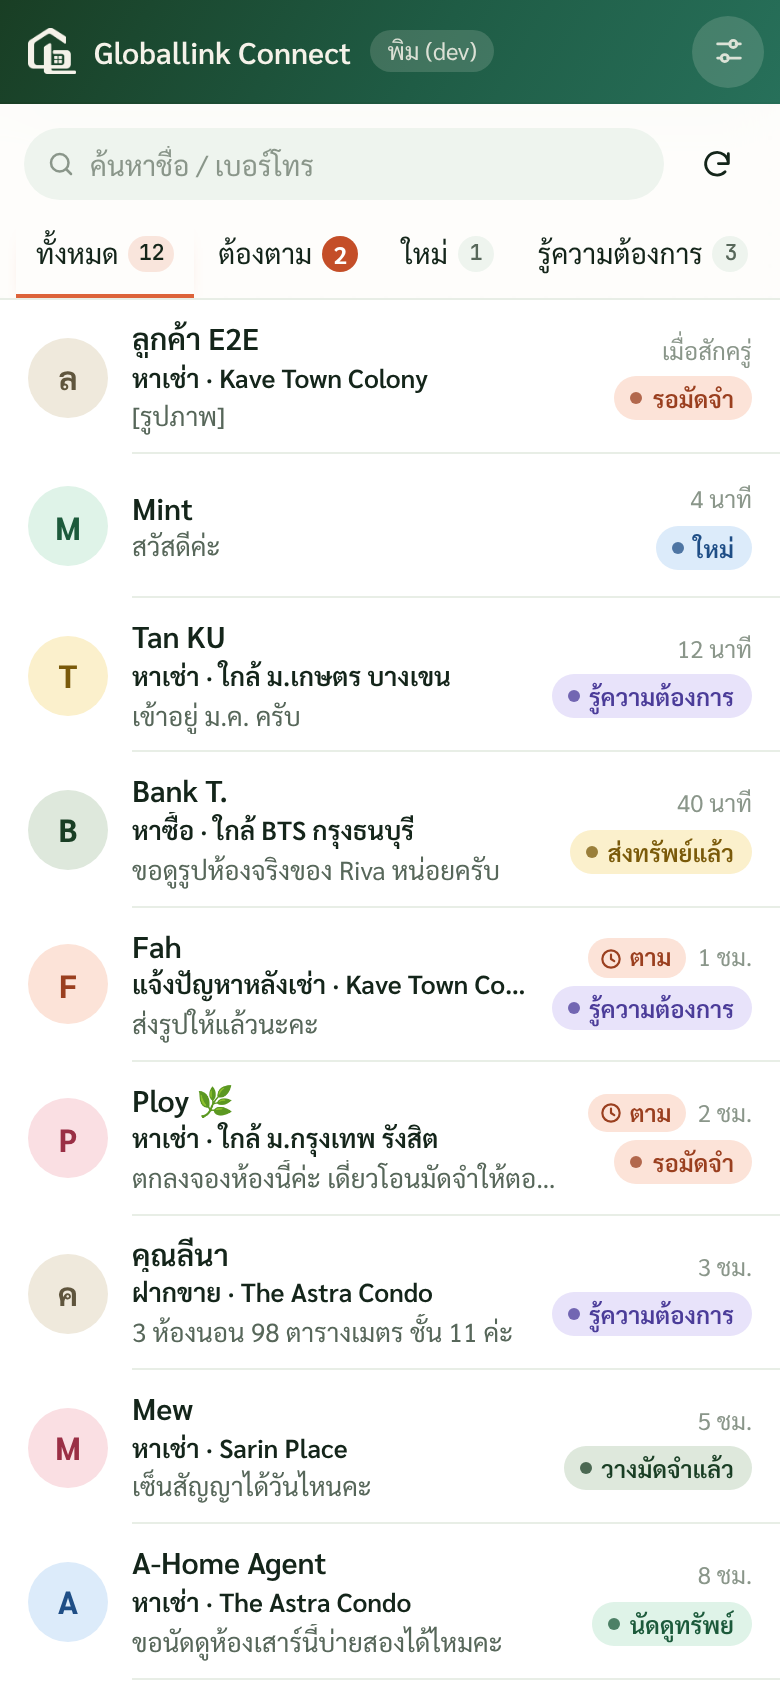 Globallink Connect พิม (dev)
ค้นหาชื่อ / เบอร์โทร
ทั้งหมด 12 ต้องตาม 2 ใหม่ 1 รู้ความต้องการ 3
ล
ลูกค้า E2E
เมื่อสักครู่
หาเช่า · Kave Town Colony
รอมัดจำ
[รูปภาพ]
M
Mint
4 นาที
สวัสดีค่ะ
ใหม่
T
Tan KU
12 นาที
หาเช่า · ใกล้ ม.เกษตร บางเขน
รู้ความต้องการ
เข้าอยู่ ม.ค. ครับ
B
Bank T.
40 นาที
หาซื้อ · ใกล้ BTS กรุงธนบุรี
ส่งทรัพย์แล้ว
ขอดูรูปห้องจริงของ Riva หน่อยครับ
F
Fah
ตาม 1 ชม.
แจ้งปัญหาหลังเช่า · Kave Town Co...
รู้ความต้องการ
ส่งรูปให้แล้วนะคะ
P
Ploy 🌿
ตาม 2 ชม.
หาเช่า · ใกล้ ม.กรุงเทพ รังสิต
รอมัดจำ
ตกลงจองห้องนี้ค่ะ เดี๋ยวโอนมัดจำให้ตอ...
ค
คุณลีนา
3 ชม.
ฝากขาย · The Astra Condo
รู้ความต้องการ
3 ห้องนอน 98 ตารางเมตร ชั้น 11 ค่ะ
M
Mew
5 ชม.
หาเช่า · Sarin Place
วางมัดจำแล้ว
เซ็นสัญญาได้วันไหนคะ
A
A-Home Agent
8 ชม.
หาเช่า · The Astra Condo
นัดดูทรัพย์
ขอนัดดูห้องเสาร์นี้บ่ายสองได้ไหมคะ